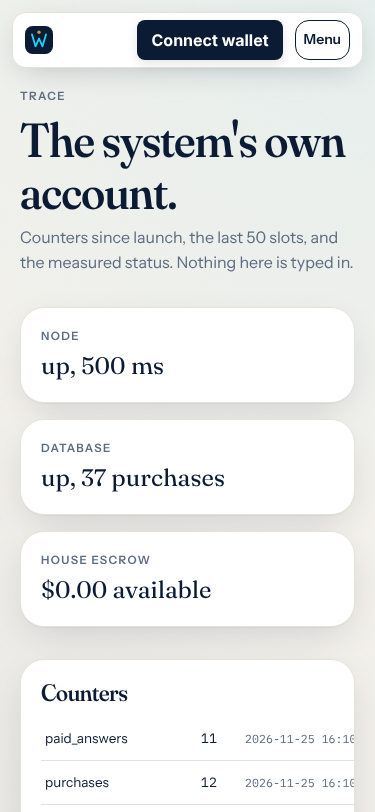 W
Connect wallet
Menu
TRACE
The system's own
account.
Counters since launch, the last 50 slots, and
the measured status. Nothing here is typed in.
NODE
up, 500 ms
DATABASE
up, 37 purchases
HOUSE ESCROW
$0.00 available
Counters
paid_answers 11 2026-11-25 16:10
purchases 12 2026-11-25 16:10